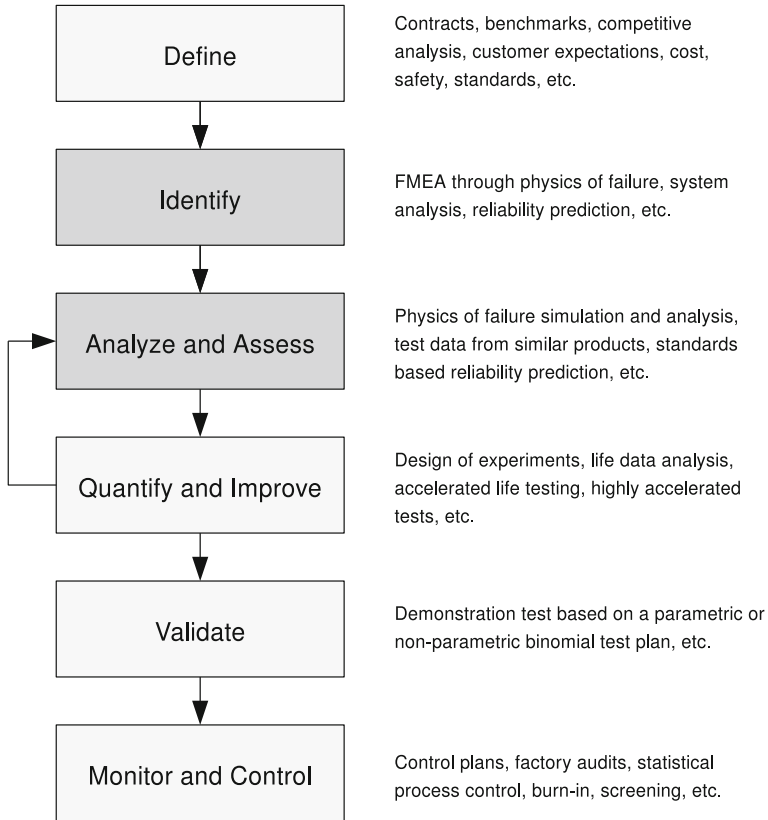 Define
Contracts, benchmarks, competitive
analysis, customer expectations, cost,
safety, standards, etc.
Identify
FMEA through physics of failure, system
analysis, reliability prediction, etc.
Analyze and Assess
Physics of failure simulation and analysis,
test data from similar products, standards
based reliability prediction, etc.
Quantify and Improve
Design of experiments, life data analysis,
accelerated life testing, highly accelerated
tests, etc.
Validate
Demonstration test based on a parametric or
non-parametric binomial test plan, etc.
Monitor and Control
Control plans, factory audits, statistical
process control, burn-in, screening, etc.